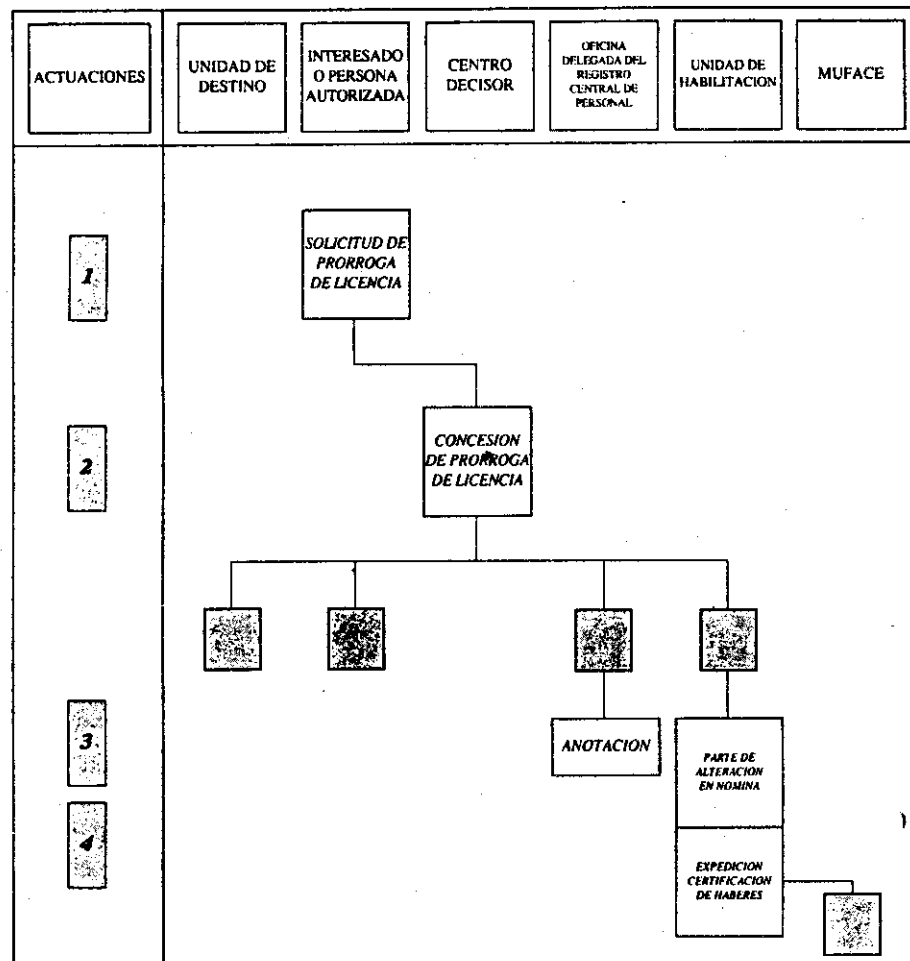 ACTUACIONES
UNIDAD DE
DESTINO
INTERESADO
O PERSONA
AUTORIZADA
CENTRO
DECISOR
OFICINA
DELEGADA DEL
REGISTRO
CENTRAL DE
PERSONAL
UNIDAD DE
HABILITACION
MUFACE
1
SOLICITUD DE
PRORROGA
DE LICENCIA
2
CONCESION
DE PRORROGA
DE LICENCIA
3
ANOTACION
PARTE DE
ALTERACION
EN NOMINA
4
EXPEDICION
CERTIFICACION
DE HABERES